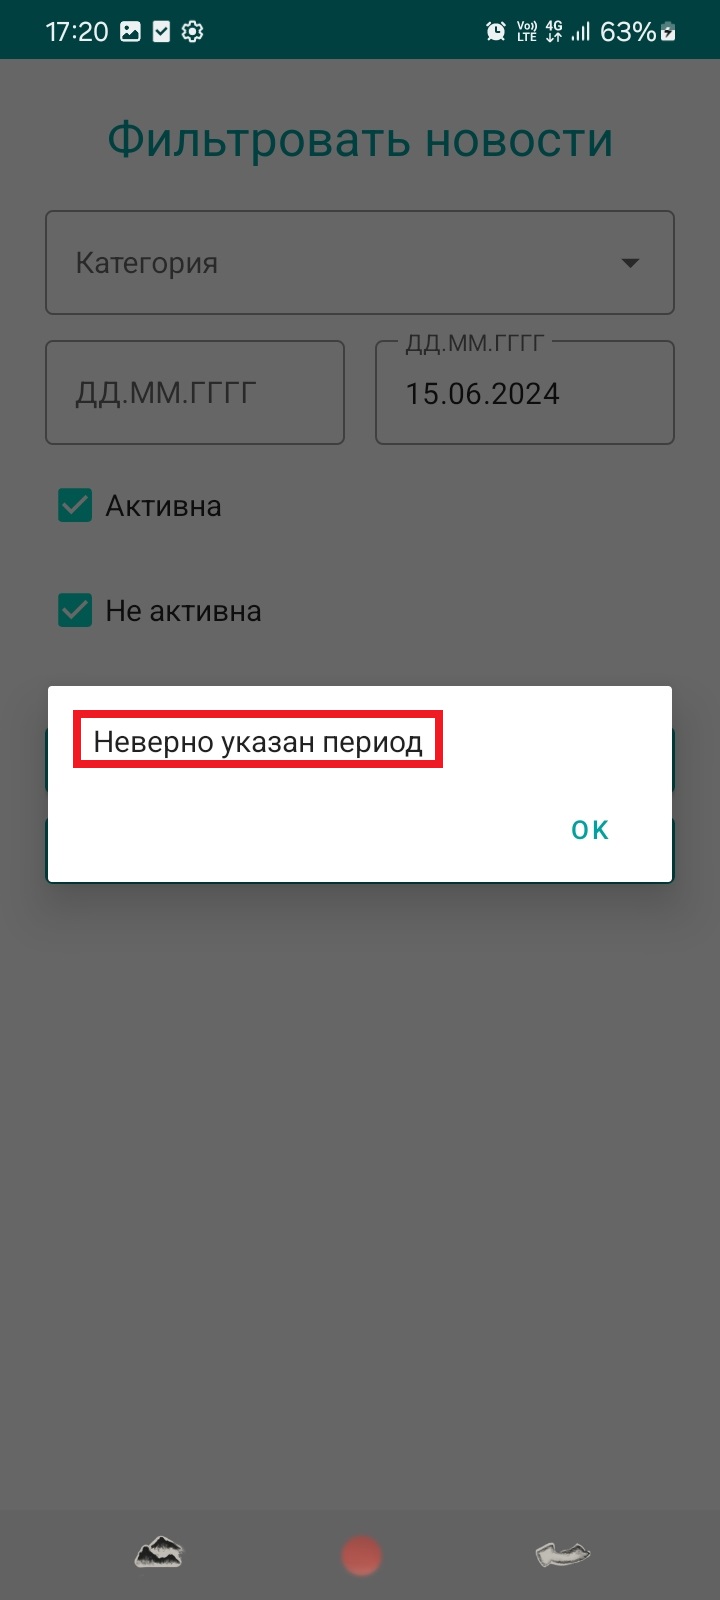 17:20 Vo)) LTE 4G 63%
Фильтровать новости
Категория
ДД.ММ.ГГГГ
ДД.ММ.ГГГГ
15.06.2024
Активна
Не активна
Неверно указан период
OK